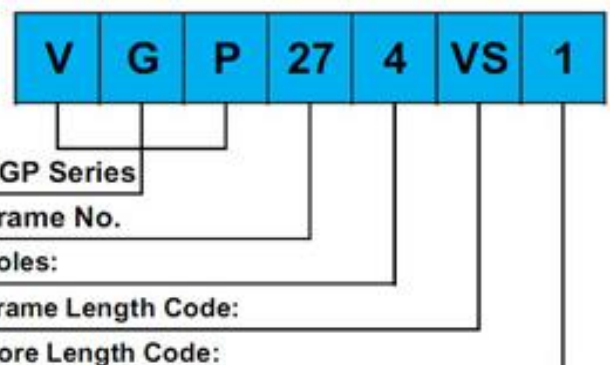 V G P 27 4 VS 1
GP Series
rame No.
oles:
rame Length Code:
ore Length Code: